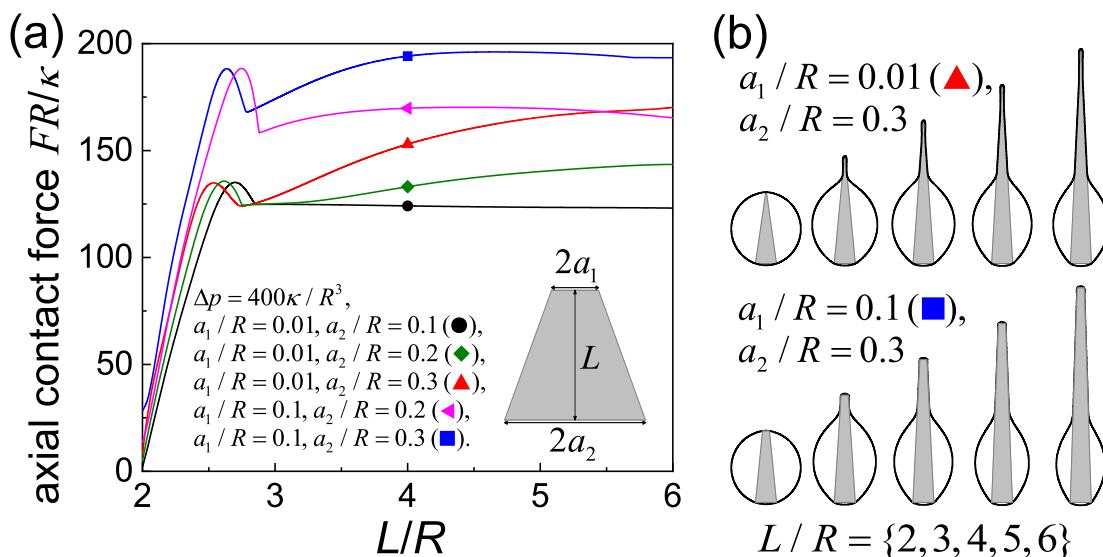 (a)
axial contact force FR/κ
200
150
100
50
0
2
3
4
5
6
L/R
Δp = 400κ / R³,
a₁ / R = 0.01, a₂ / R = 0.1 (●),
a₁ / R = 0.01, a₂ / R = 0.2 (◆),
a₁ / R = 0.01, a₂ / R = 0.3 (▲),
a₁ / R = 0.1, a₂ / R = 0.2 (◀),
a₁ / R = 0.1, a₂ / R = 0.3 (■).
2a₁
L
2a₂
(b)
a₁ / R = 0.01 (▲),
a₂ / R = 0.3
a₁ / R = 0.1 (■),
a₂ / R = 0.3
L / R = {2, 3, 4, 5, 6}